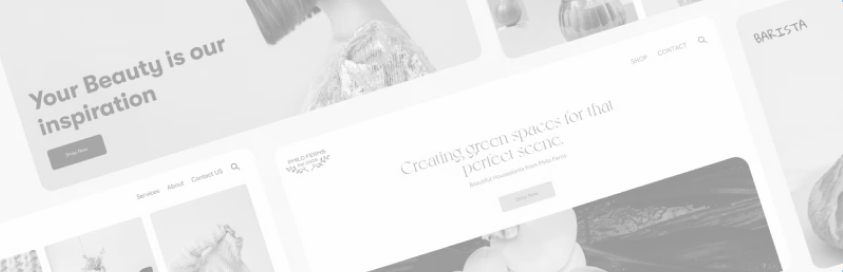 Your Beauty is our
inspiration
Shop Now
Services About Contact US
PHILO FERNS
SHOP CONTACT
Creating green spaces for that
perfect scene.
Beautiful Houseplants from Philo Ferns
Shop Now
BARISTA